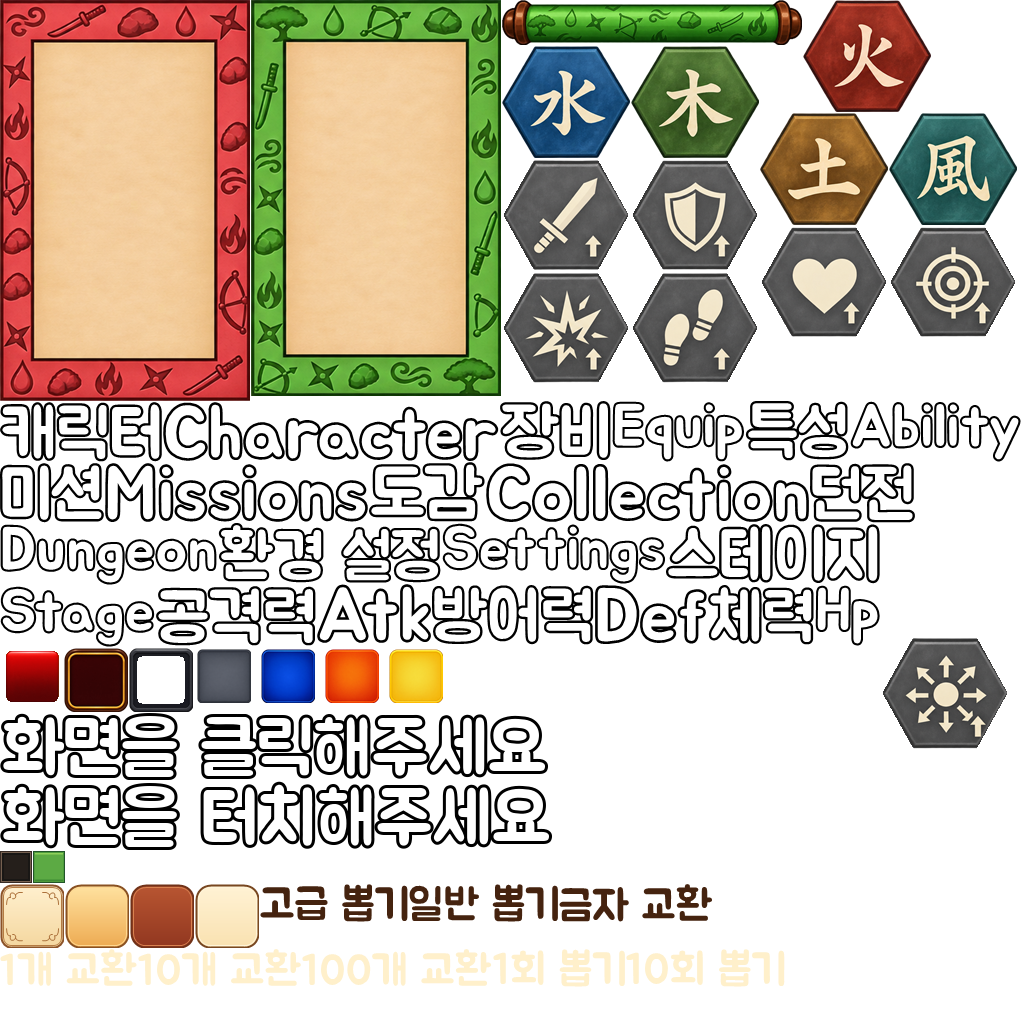 火
水 木
土 風
캐릭터Character장비Equip특성Ability
미션Missions도감Collection던전
Dungeon환경 설정Settings스테이지
Stage공격력Atk방어력Def체력Hp
화면을 클릭해주세요
화면을 터치해주세요
고급 뽑기일반 뽑기금자 교환
1개 교환10개 교환100개 교환1회 뽑기10회 뽑기